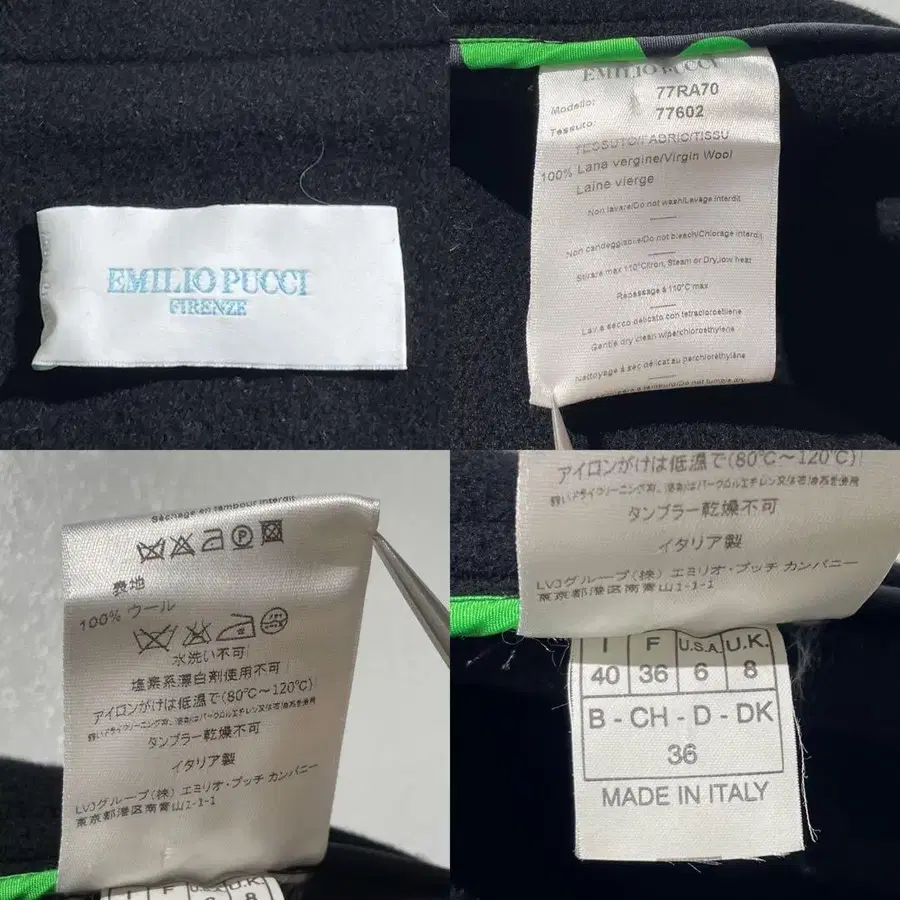 EMILIO PUCCI
FIRENZE
EMILIO PUCCI
Modello: 77RA70
Tessuto: 77602
TESSUTO/FABRIC/TISSU
100% Lana vergine/Virgin Wool
Laine vierge
Non lavare/Do not wash/Lavage interdit
Non candeggiabile/Do not bleach/Chlorage interdit
Stirare max 110°C/Iron, Steam or Dry, low heat
Repassage à 110°C max
Lav a secco delicato con tetracloroetilene
Gentle dry clean w/perchlorethylene
Nettoyage à sec délicat au perchloréthylène
Séchage en tambour interdit
表地
100% ウール
水洗い不可
塩素系漂白剤使用不可
アイロンがけは低温で(80℃～120℃)
タンブラー乾燥不可
イタリア製
LVJグループ(株) エミリオ・プッチ カンパニー
東京都港区南青山1-1-1
アイロンがけは低温で(80℃～120℃)
タンブラー乾燥不可
イタリア製
LVJグループ(株) エミリオ・プッチ カンパニー
東京都港区南青山1-1-1
I F U.S.A. U.K.
40 36 6 8
B - CH - D - DK
36
MADE IN ITALY
I F U.K.
8